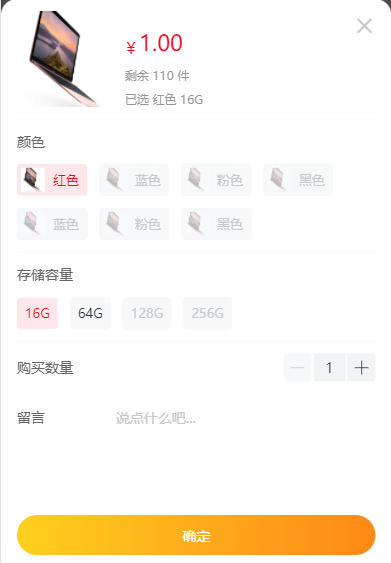 ¥1.00
剩余 110 件
已选 红色 16G
颜色
红色 蓝色 粉色 黑色
蓝色 粉色 黑色
存储容量
16G 64G 128G 256G
购买数量 1
留言 说点什么吧...
确定